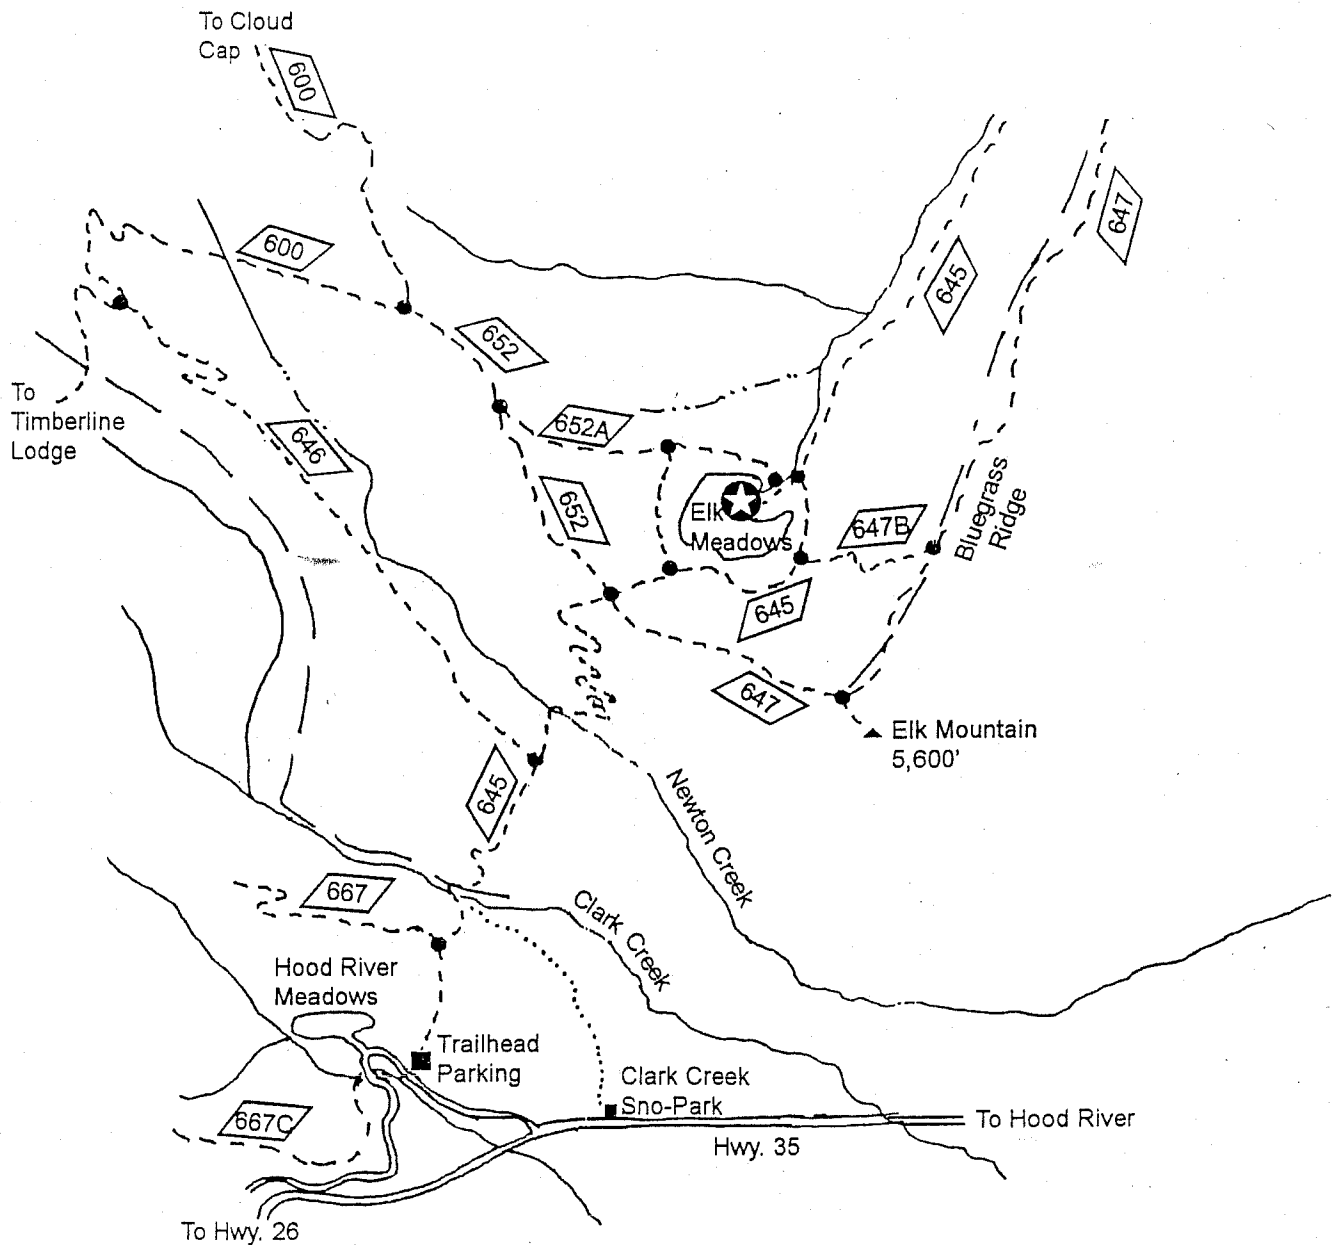 To Cloud
Cap
600
600
647
645
652
To
Timberline
Lodge
652A
646
652
Elk
Meadows
647B
Bluegrass
Ridge
645
647
Elk Mountain
5,600'
645
Newton Creek
667
Clark Creek
Hood River
Meadows
Trailhead
Parking
Clark Creek
Sno-Park
667C
To Hood River
Hwy. 35
To Hwy. 26